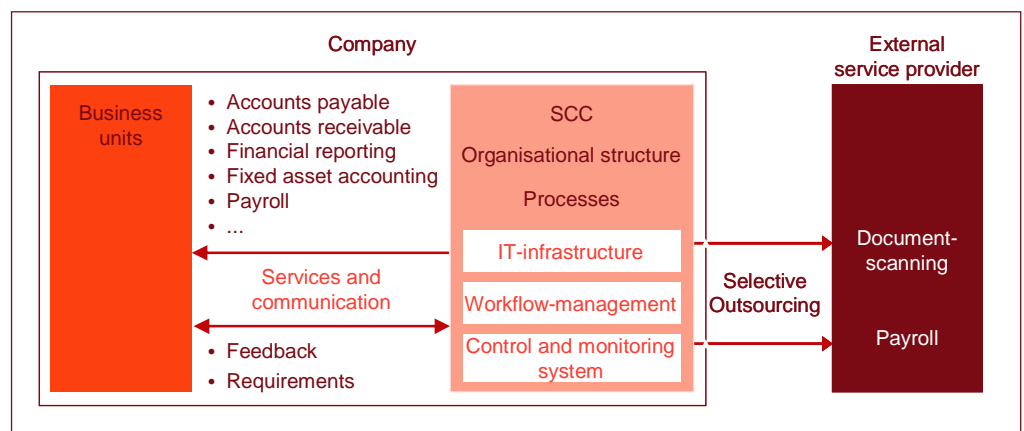 Company
External
service provider
Business
units
• Accounts payable
• Accounts receivable
• Financial reporting
• Fixed asset accounting
• Payroll
• ...
Services and
communication
• Feedback
• Requirements
SCC
Organisational structure
Processes
IT-infrastructure
Workflow-management
Control and monitoring
system
Selective
Outsourcing
Document-
scanning
Payroll